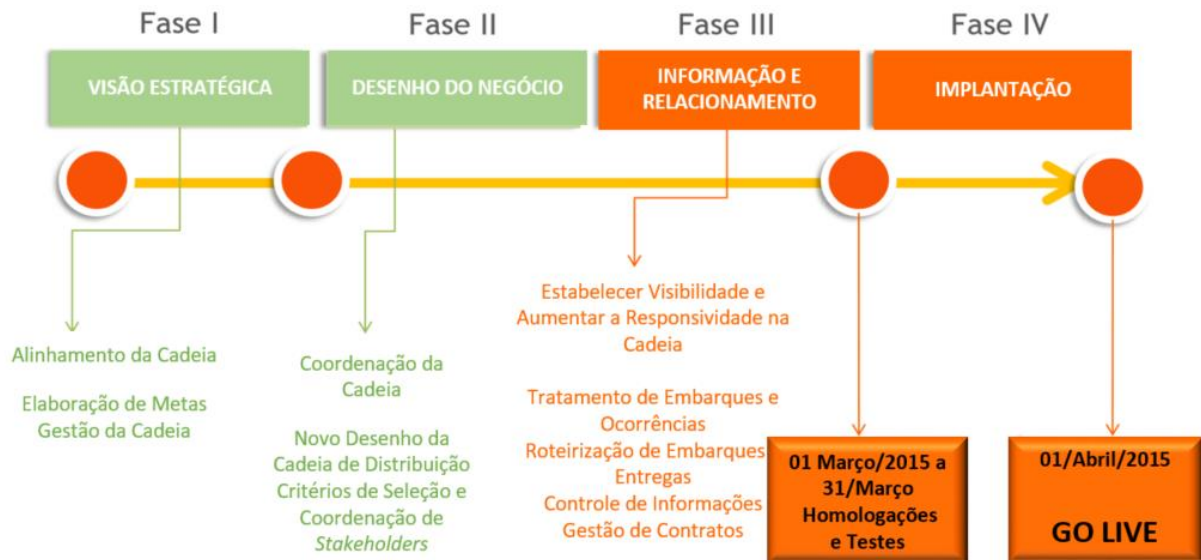 Fase I
Fase II
Fase III
Fase IV
VISÃO ESTRATÉGICA
DESENHO DO NEGÓCIO
INFORMAÇÃO E
RELACIONAMENTO
IMPLANTAÇÃO
Alinhamento da Cadeia
Elaboração de Metas
Gestão da Cadeia
Coordenação da
Cadeia
Novo Desenho da
Cadeia de Distribuição
Critérios de Seleção e
Coordenação de
Stakeholders
Estabelecer Visibilidade e
Aumentar a Responsividade na
Cadeia
Tratamento de Embarques e
Ocorrências
Roteirização de Embarques
Entregas
Controle de Informações
Gestão de Contratos
01 Março/2015 a
31/Março
Homologações
e Testes
01/Abril/2015
GO LIVE